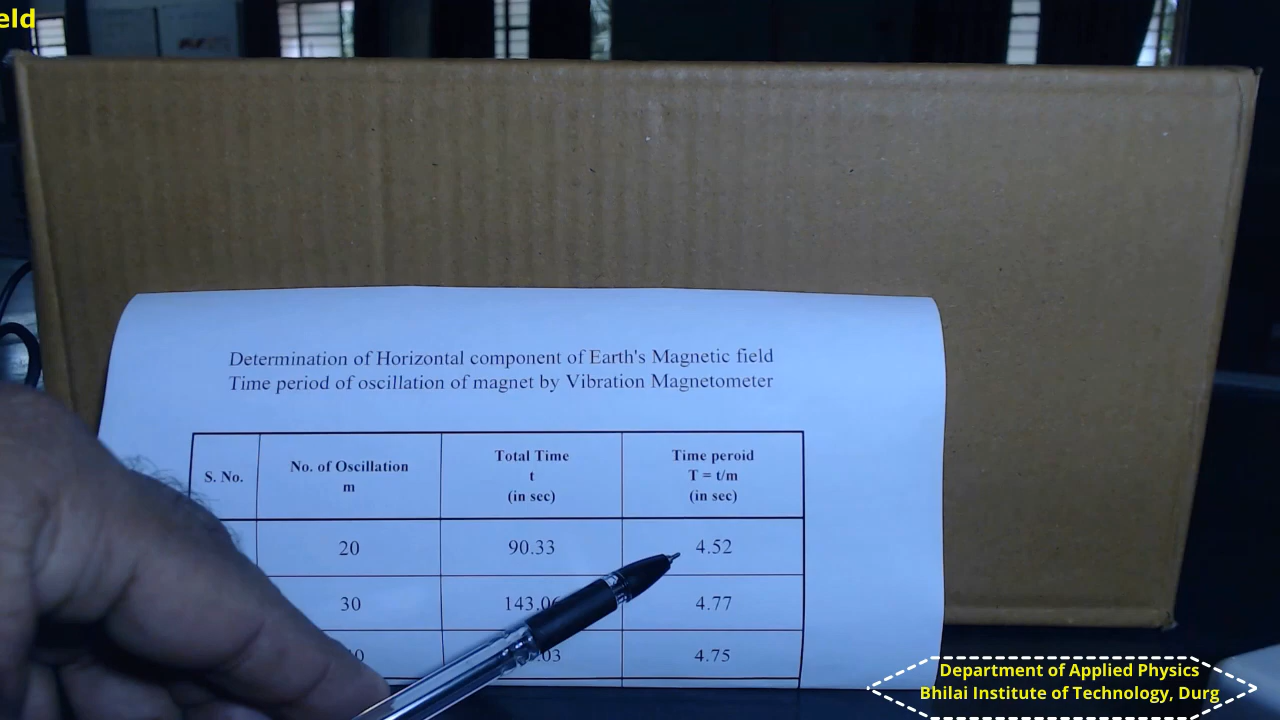 eld
Determination of Horizontal component of Earth's Magnetic field
Time period of oscillation of magnet by Vibration Magnetometer
S. No.
No. of Oscillation
m
Total Time
t
(in sec)
Time peroid
T = t/m
(in sec)
20 90.33 4.52
30 143.06 4.77
4.75
Department of Applied Physics
Bhilai Institute of Technology, Durg